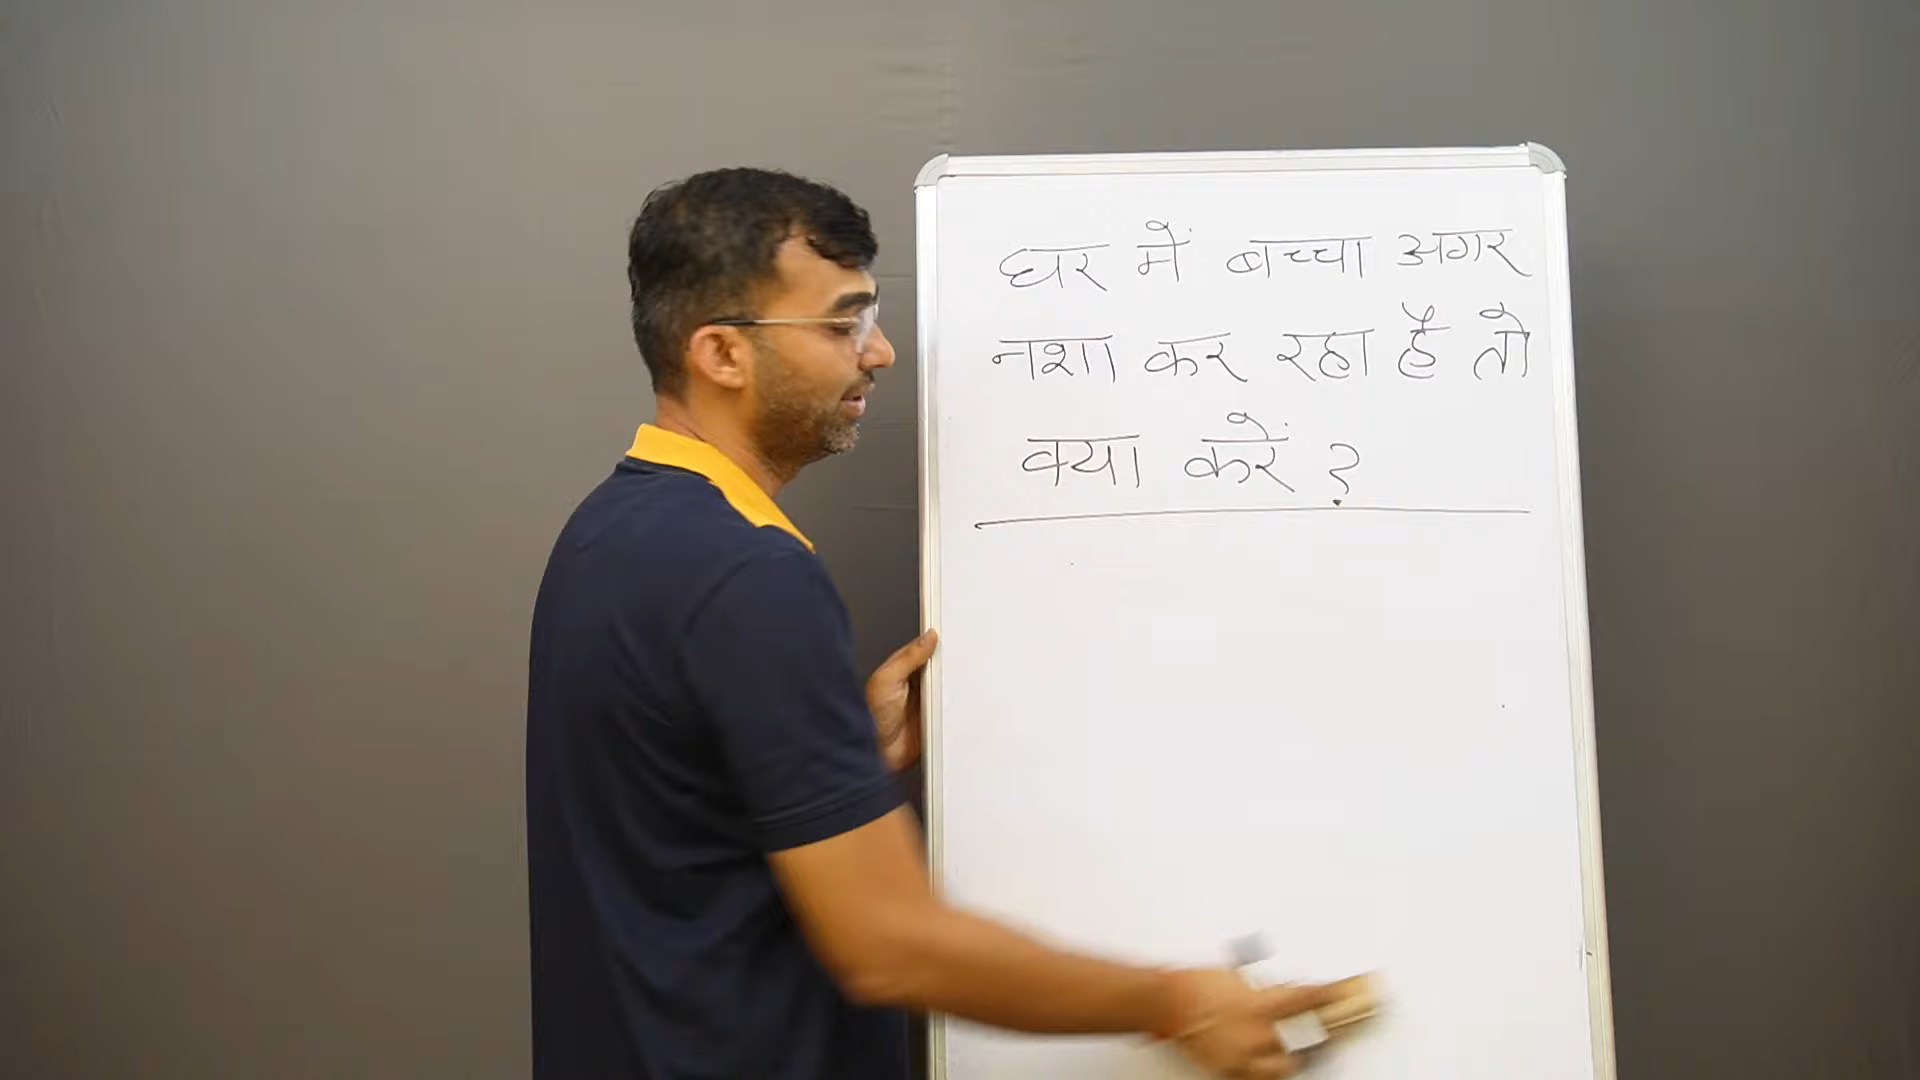 घर में बच्चा अगर
नशा कर रहा है तो
क्या करें ?